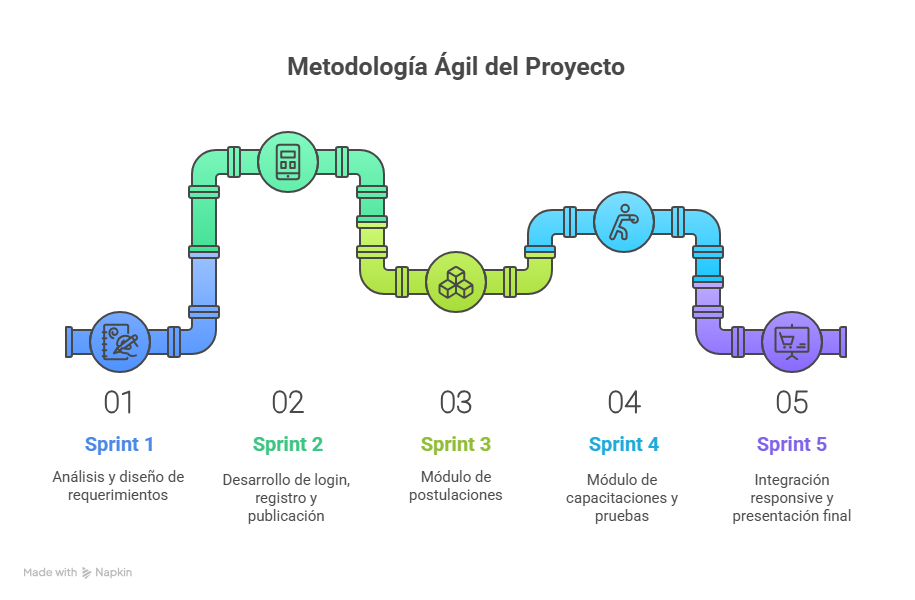 Metodología Ágil del Proyecto
01
02
03
04
05
Sprint 1
Sprint 2
Sprint 3
Sprint 4
Sprint 5
Análisis y diseño de
requerimientos
Desarrollo de login,
registro y
publicación
Módulo de
postulaciones
Módulo de
capacitaciones y
pruebas
Integración
responsive y
presentación final
Made with Napkin